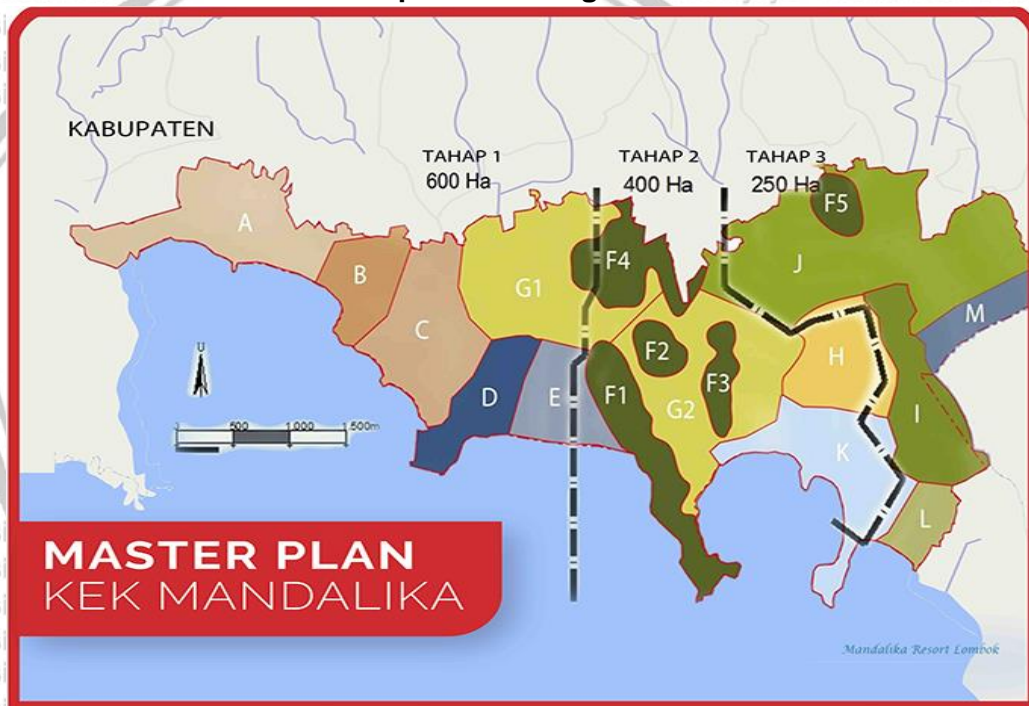 KABUPATEN
TAHAP 1
600 Ha
TAHAP 2
400 Ha
TAHAP 3
250 Ha
F5
A
F4
J
B
G1
M
C
F2
H
D
E
F1
F3
G2
I
K
L
U
500
1.000
1.500m
MASTER PLAN
KEK MANDALIKA
Mandalika Resort Lombok